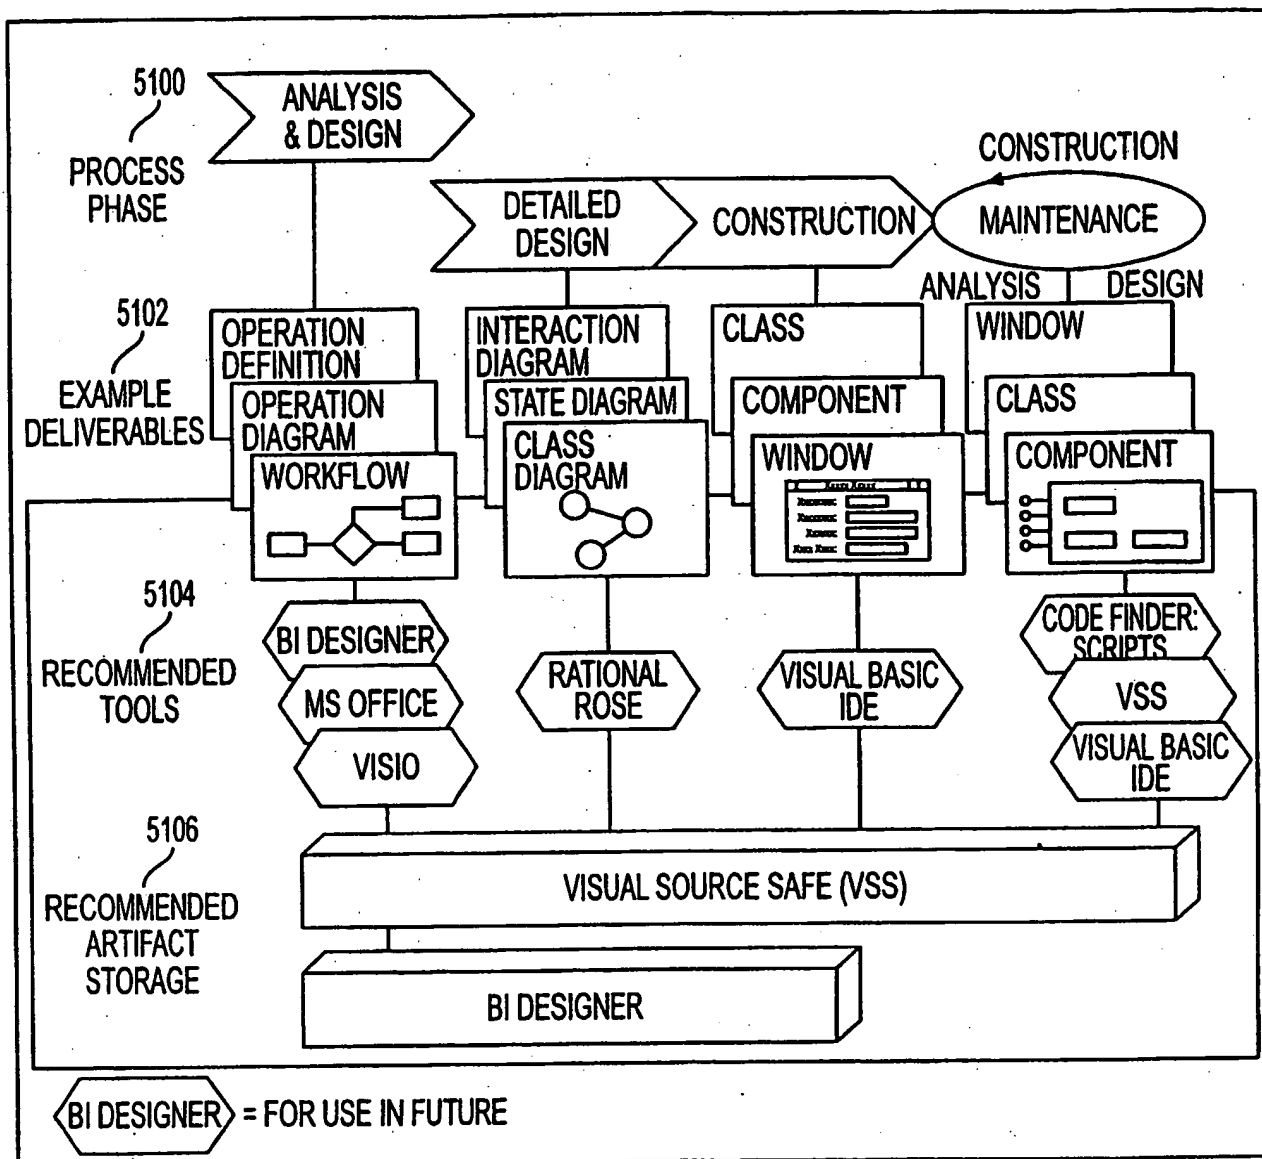 5100
PROCESS
PHASE
ANALYSIS
& DESIGN
DETAILED
DESIGN
CONSTRUCTION
CONSTRUCTION
MAINTENANCE
ANALYSIS
DESIGN
5102
EXAMPLE
DELIVERABLES
OPERATION
DEFINITION
OPERATION
DIAGRAM
WORKFLOW
INTERACTION
DIAGRAM
STATE DIAGRAM
CLASS
DIAGRAM
CLASS
COMPONENT
WINDOW
WINDOW
CLASS
COMPONENT
5104
RECOMMENDED
TOOLS
BI DESIGNER
MS OFFICE
VISIO
RATIONAL
ROSE
VISUAL BASIC
IDE
CODE FINDER:
SCRIPTS
VSS
VISUAL BASIC
IDE
5106
RECOMMENDED
ARTIFACT
STORAGE
VISUAL SOURCE SAFE (VSS)
BI DESIGNER
BI DESIGNER = FOR USE IN FUTURE